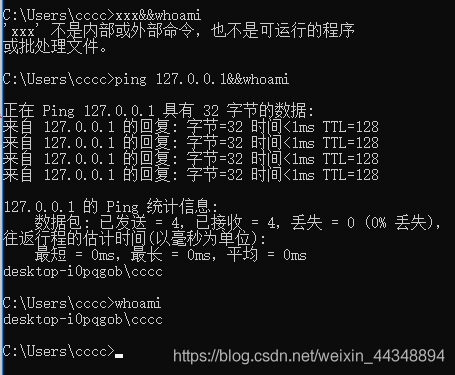 C:\Users\cccc>xxx&&whoami
'xxx' 不是内部或外部命令，也不是可运行的程序
或批处理文件。
C:\Users\cccc>ping 127.0.0.1&&whoami
正在 Ping 127.0.0.1 具有 32 字节的数据:
来自 127.0.0.1 的回复: 字节=32 时间<1ms TTL=128
来自 127.0.0.1 的回复: 字节=32 时间<1ms TTL=128
来自 127.0.0.1 的回复: 字节=32 时间<1ms TTL=128
来自 127.0.0.1 的回复: 字节=32 时间<1ms TTL=128
127.0.0.1 的 Ping 统计信息:
数据包: 已发送 = 4，已接收 = 4，丢失 = 0 (0% 丢失)，
往返行程的估计时间(以毫秒为单位):
最短 = 0ms，最长 = 0ms，平均 = 0ms
desktop-i0pqgob\cccc
C:\Users\cccc>whoami
desktop-i0pqgob\cccc
C:\Users\cccc>
https://blog.csdn.net/weixin_44348894